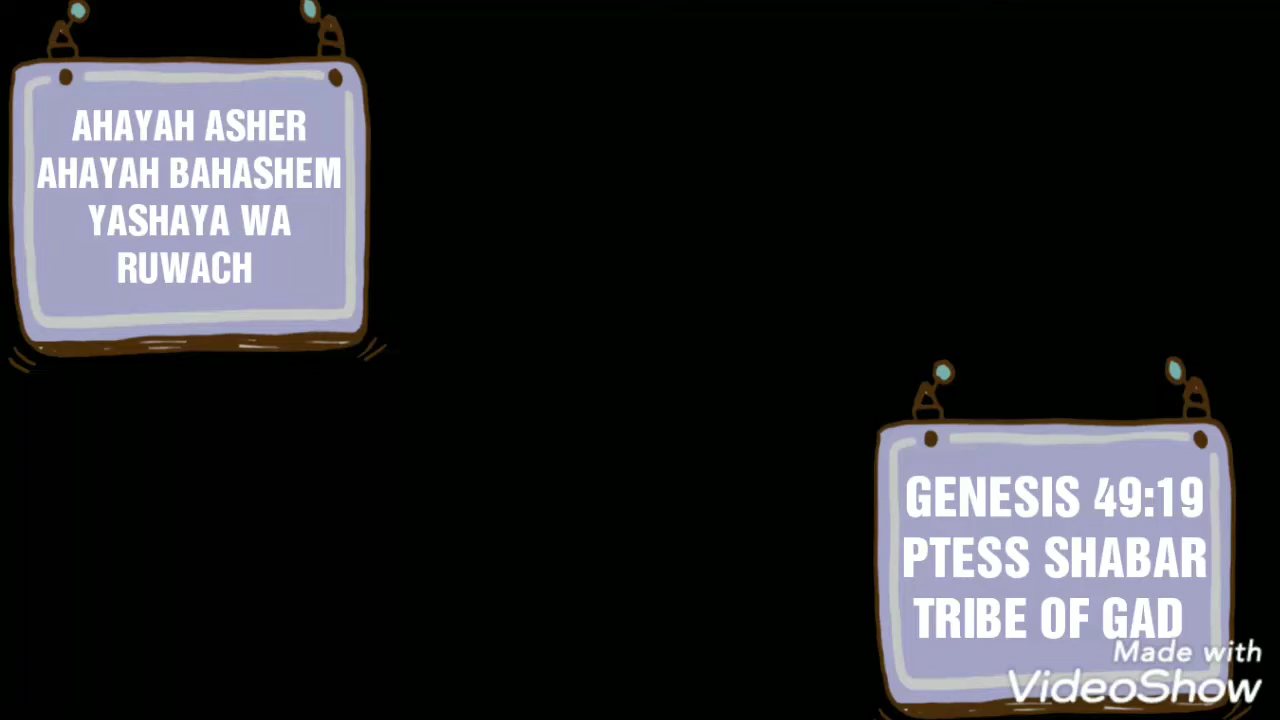 AHAYAH ASHER
AHAYAH BAHASHEM
YASHAYA WA
RUWACH
GENESIS 49:19
PTESS SHABAR
TRIBE OF GAD
Made with
VideoShow